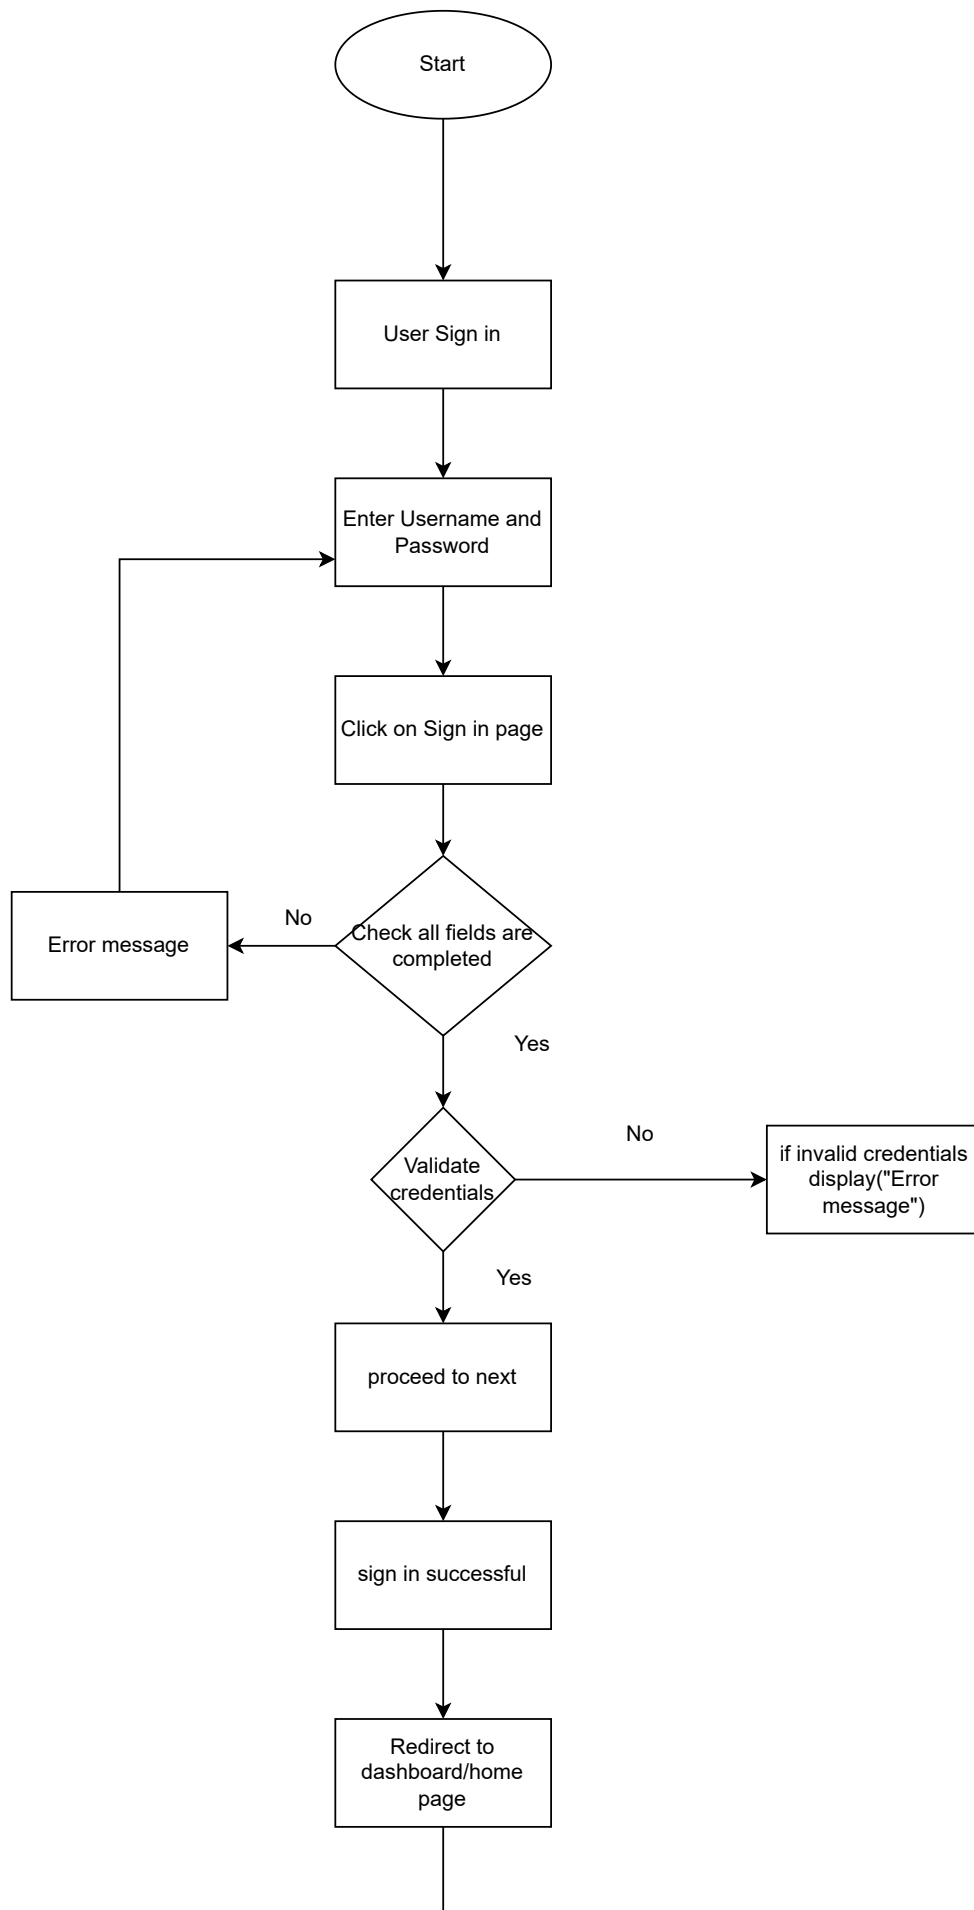 Start
User Sign in
Enter Username and
Password
Click on Sign in page
Check all fields are
completed
No
Error message
Yes
Validate
credentials
No
if invalid credentials
display("Error
message")
Yes
proceed to next
sign in successful
Redirect to
dashboard/home
page